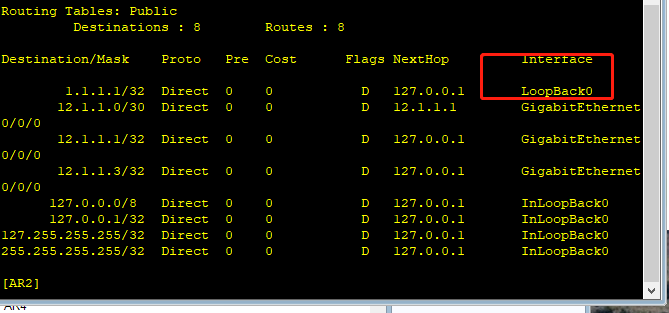 Routing Tables: Public
Destinations : 8 Routes : 8
Destination/Mask Proto Pre Cost Flags NextHop Interface
1.1.1.1/32 Direct 0 0 D 127.0.0.1 LoopBack0
12.1.1.0/30 Direct 0 0 D 12.1.1.1 GigabitEthernet
0/0/0
12.1.1.1/32 Direct 0 0 D 127.0.0.1 GigabitEthernet
0/0/0
12.1.1.3/32 Direct 0 0 D 127.0.0.1 GigabitEthernet
0/0/0
127.0.0.0/8 Direct 0 0 D 127.0.0.1 InLoopBack0
127.0.0.1/32 Direct 0 0 D 127.0.0.1 InLoopBack0
127.255.255.255/32 Direct 0 0 D 127.0.0.1 InLoopBack0
255.255.255.255/32 Direct 0 0 D 127.0.0.1 InLoopBack0
[AR2]
AR4